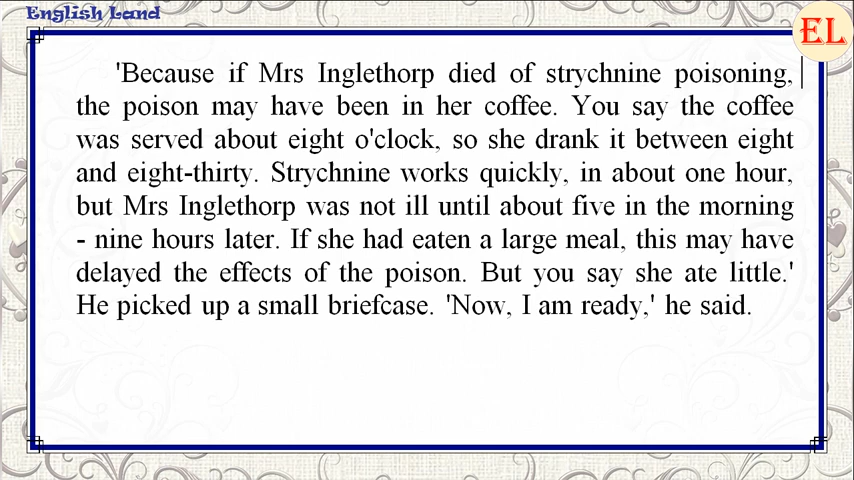 English Land
EL
'Because if Mrs Inglethorp died of strychnine poisoning,
the poison may have been in her coffee. You say the coffee
was served about eight o'clock, so she drank it between eight
and eight-thirty. Strychnine works quickly, in about one hour,
but Mrs Inglethorp was not ill until about five in the morning
- nine hours later. If she had eaten a large meal, this may have
delayed the effects of the poison. But you say she ate little.'
He picked up a small briefcase. 'Now, I am ready,' he said.